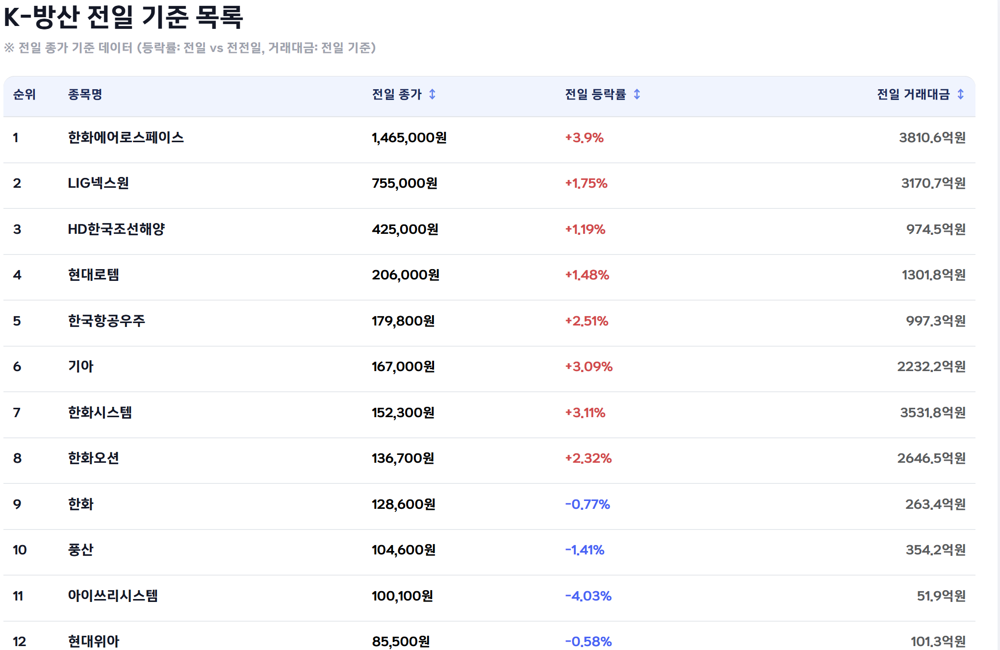 K-방산 전일 기준 목록
※ 전일 종가 기준 데이터 (등락률: 전일 vs 전전일, 거래대금: 전일 기준)
순위 종목명 전일 종가 ↕ 전일 등락률 ↕ 전일 거래대금 ↕
1 한화에어로스페이스 1,465,000원 +3.9% 3810.6억원
2 LIG넥스원 755,000원 +1.75% 3170.7억원
3 HD한국조선해양 425,000원 +1.19% 974.5억원
4 현대로템 206,000원 +1.48% 1301.8억원
5 한국항공우주 179,800원 +2.51% 997.3억원
6 기아 167,000원 +3.09% 2232.2억원
7 한화시스템 152,300원 +3.11% 3531.8억원
8 한화오션 136,700원 +2.32% 2646.5억원
9 한화 128,600원 -0.77% 263.4억원
10 풍산 104,600원 -1.41% 354.2억원
11 아이쓰리시스템 100,100원 -4.03% 51.9억원
12 현대위아 85,500원 -0.58% 101.3억원